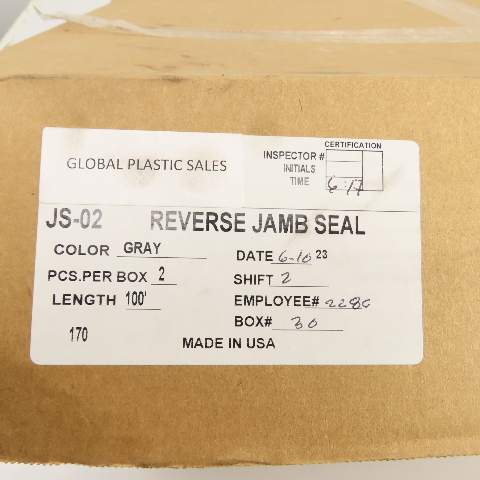 GLOBAL PLASTIC SALES
CERTIFICATION
INSPECTOR #
INITIALS
TIME 6:17
JS-02 REVERSE JAMB SEAL
COLOR GRAY
DATE 6-10 23
PCS.PER BOX 2
SHIFT 2
LENGTH 100'
EMPLOYEE#
BOX# 30
170
MADE IN USA